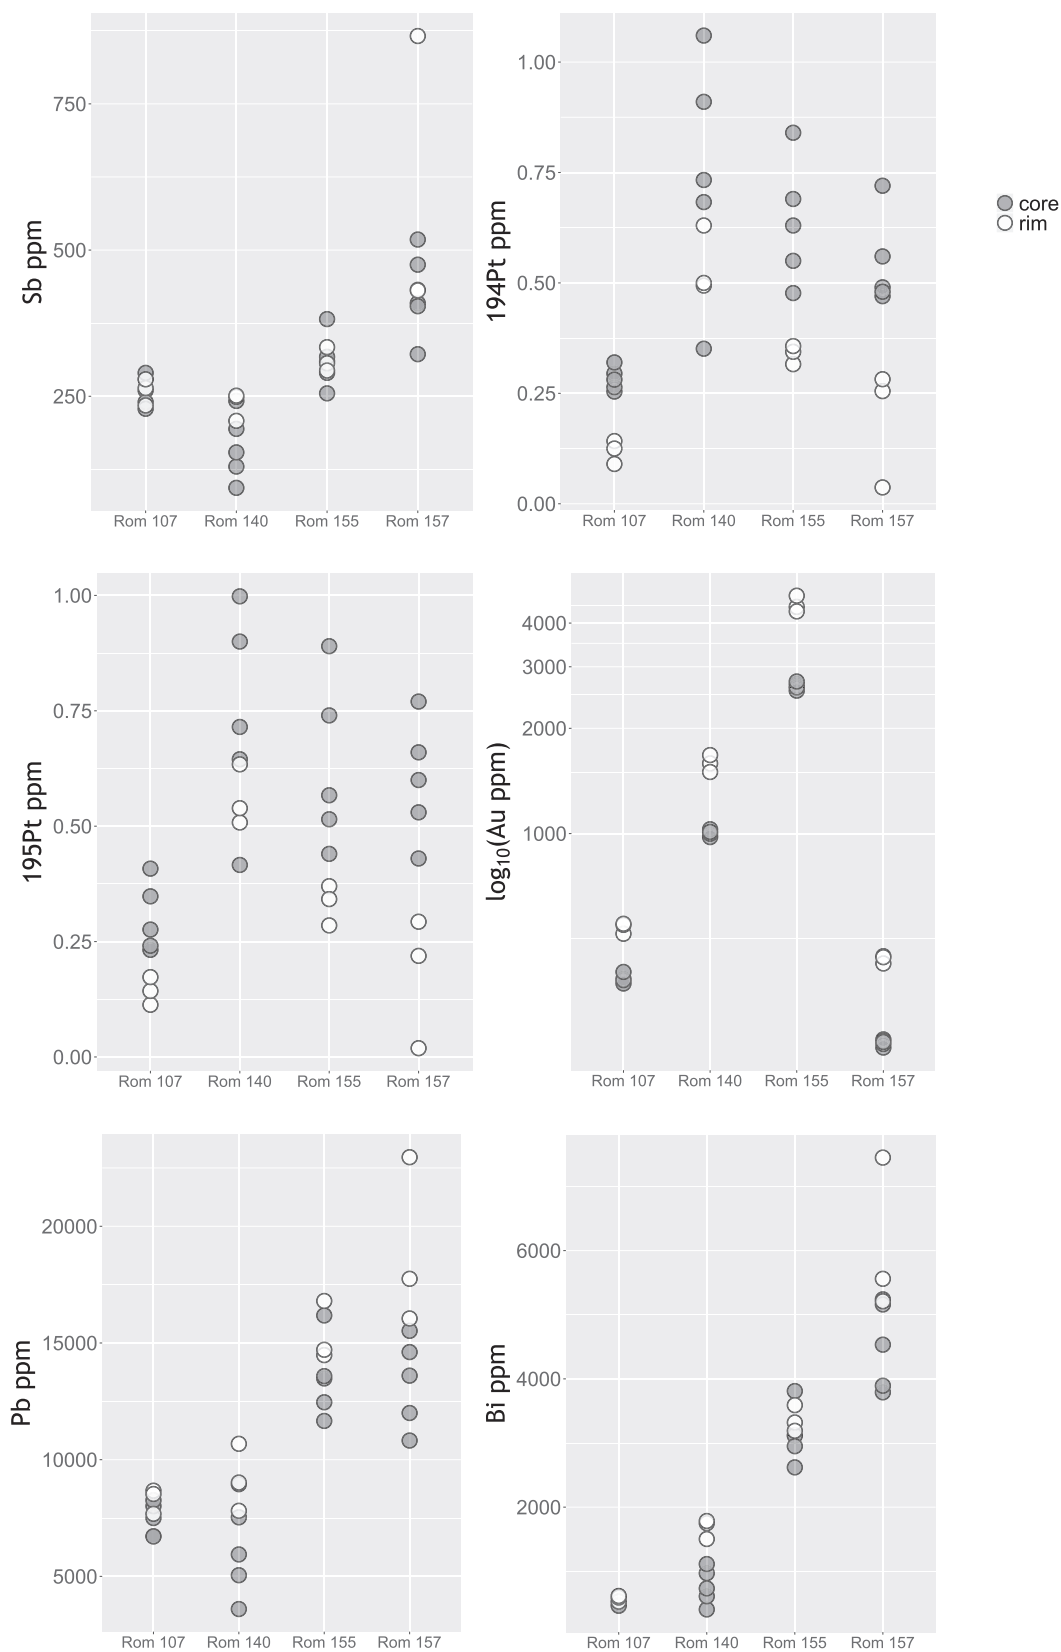 Sb ppm
750
500
250
Rom 107 Rom 140 Rom 155 Rom 157
194Pt ppm
1.00
0.75
0.50
0.25
0.00
Rom 107 Rom 140 Rom 155 Rom 157
core
rim
195Pt ppm
1.00
0.75
0.50
0.25
0.00
Rom 107 Rom 140 Rom 155 Rom 157
log₁₀(Au ppm)
4000
3000
2000
1000
Rom 107 Rom 140 Rom 155 Rom 157
Pb ppm
20000
15000
10000
5000
Rom 107 Rom 140 Rom 155 Rom 157
Bi ppm
6000
4000
2000
Rom 107 Rom 140 Rom 155 Rom 157